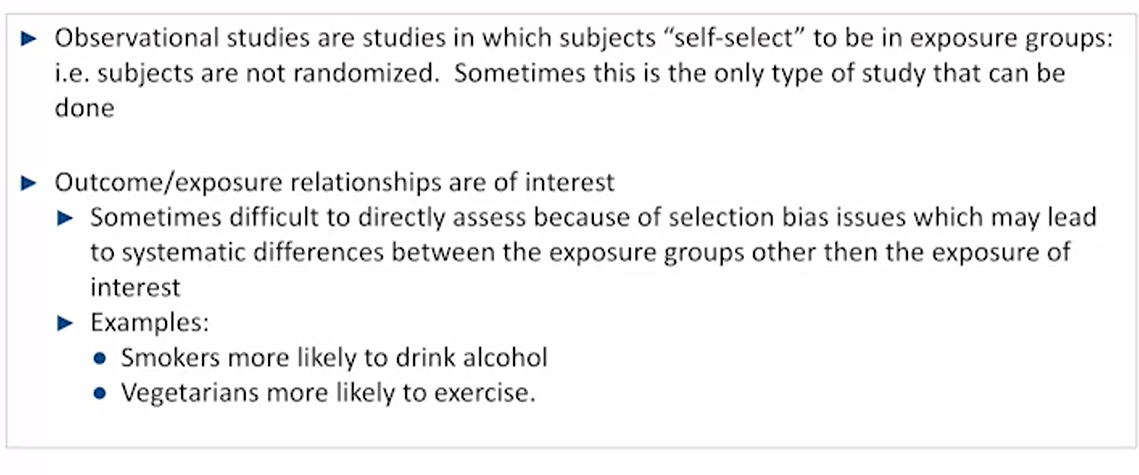 ► Observational studies are studies in which subjects “self-select” to be in exposure groups:
i.e. subjects are not randomized.  Sometimes this is the only type of study that can be
done
► Outcome/exposure relationships are of interest
► Sometimes difficult to directly assess because of selection bias issues which may lead
to systematic differences between the exposure groups other then the exposure of
interest
► Examples:
● Smokers more likely to drink alcohol
● Vegetarians more likely to exercise.